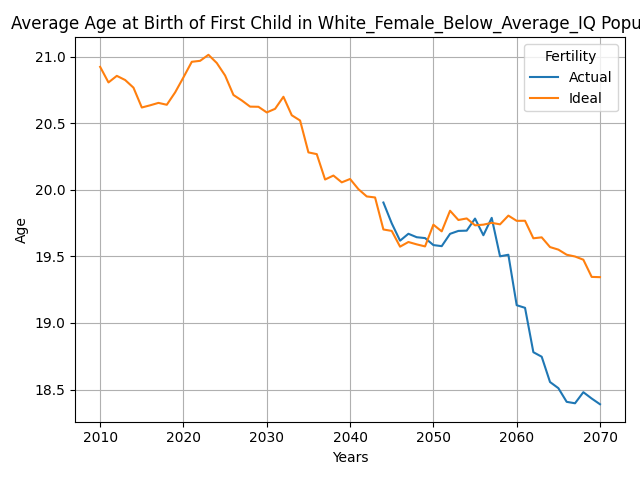 Average Age at Birth of First Child in White_Female_Below_Average_IQ Popu
Fertility
Actual
Ideal
21.0
20.5
20.0
19.5
19.0
18.5
Age
2010 2020 2030 2040 2050 2060 2070
Years